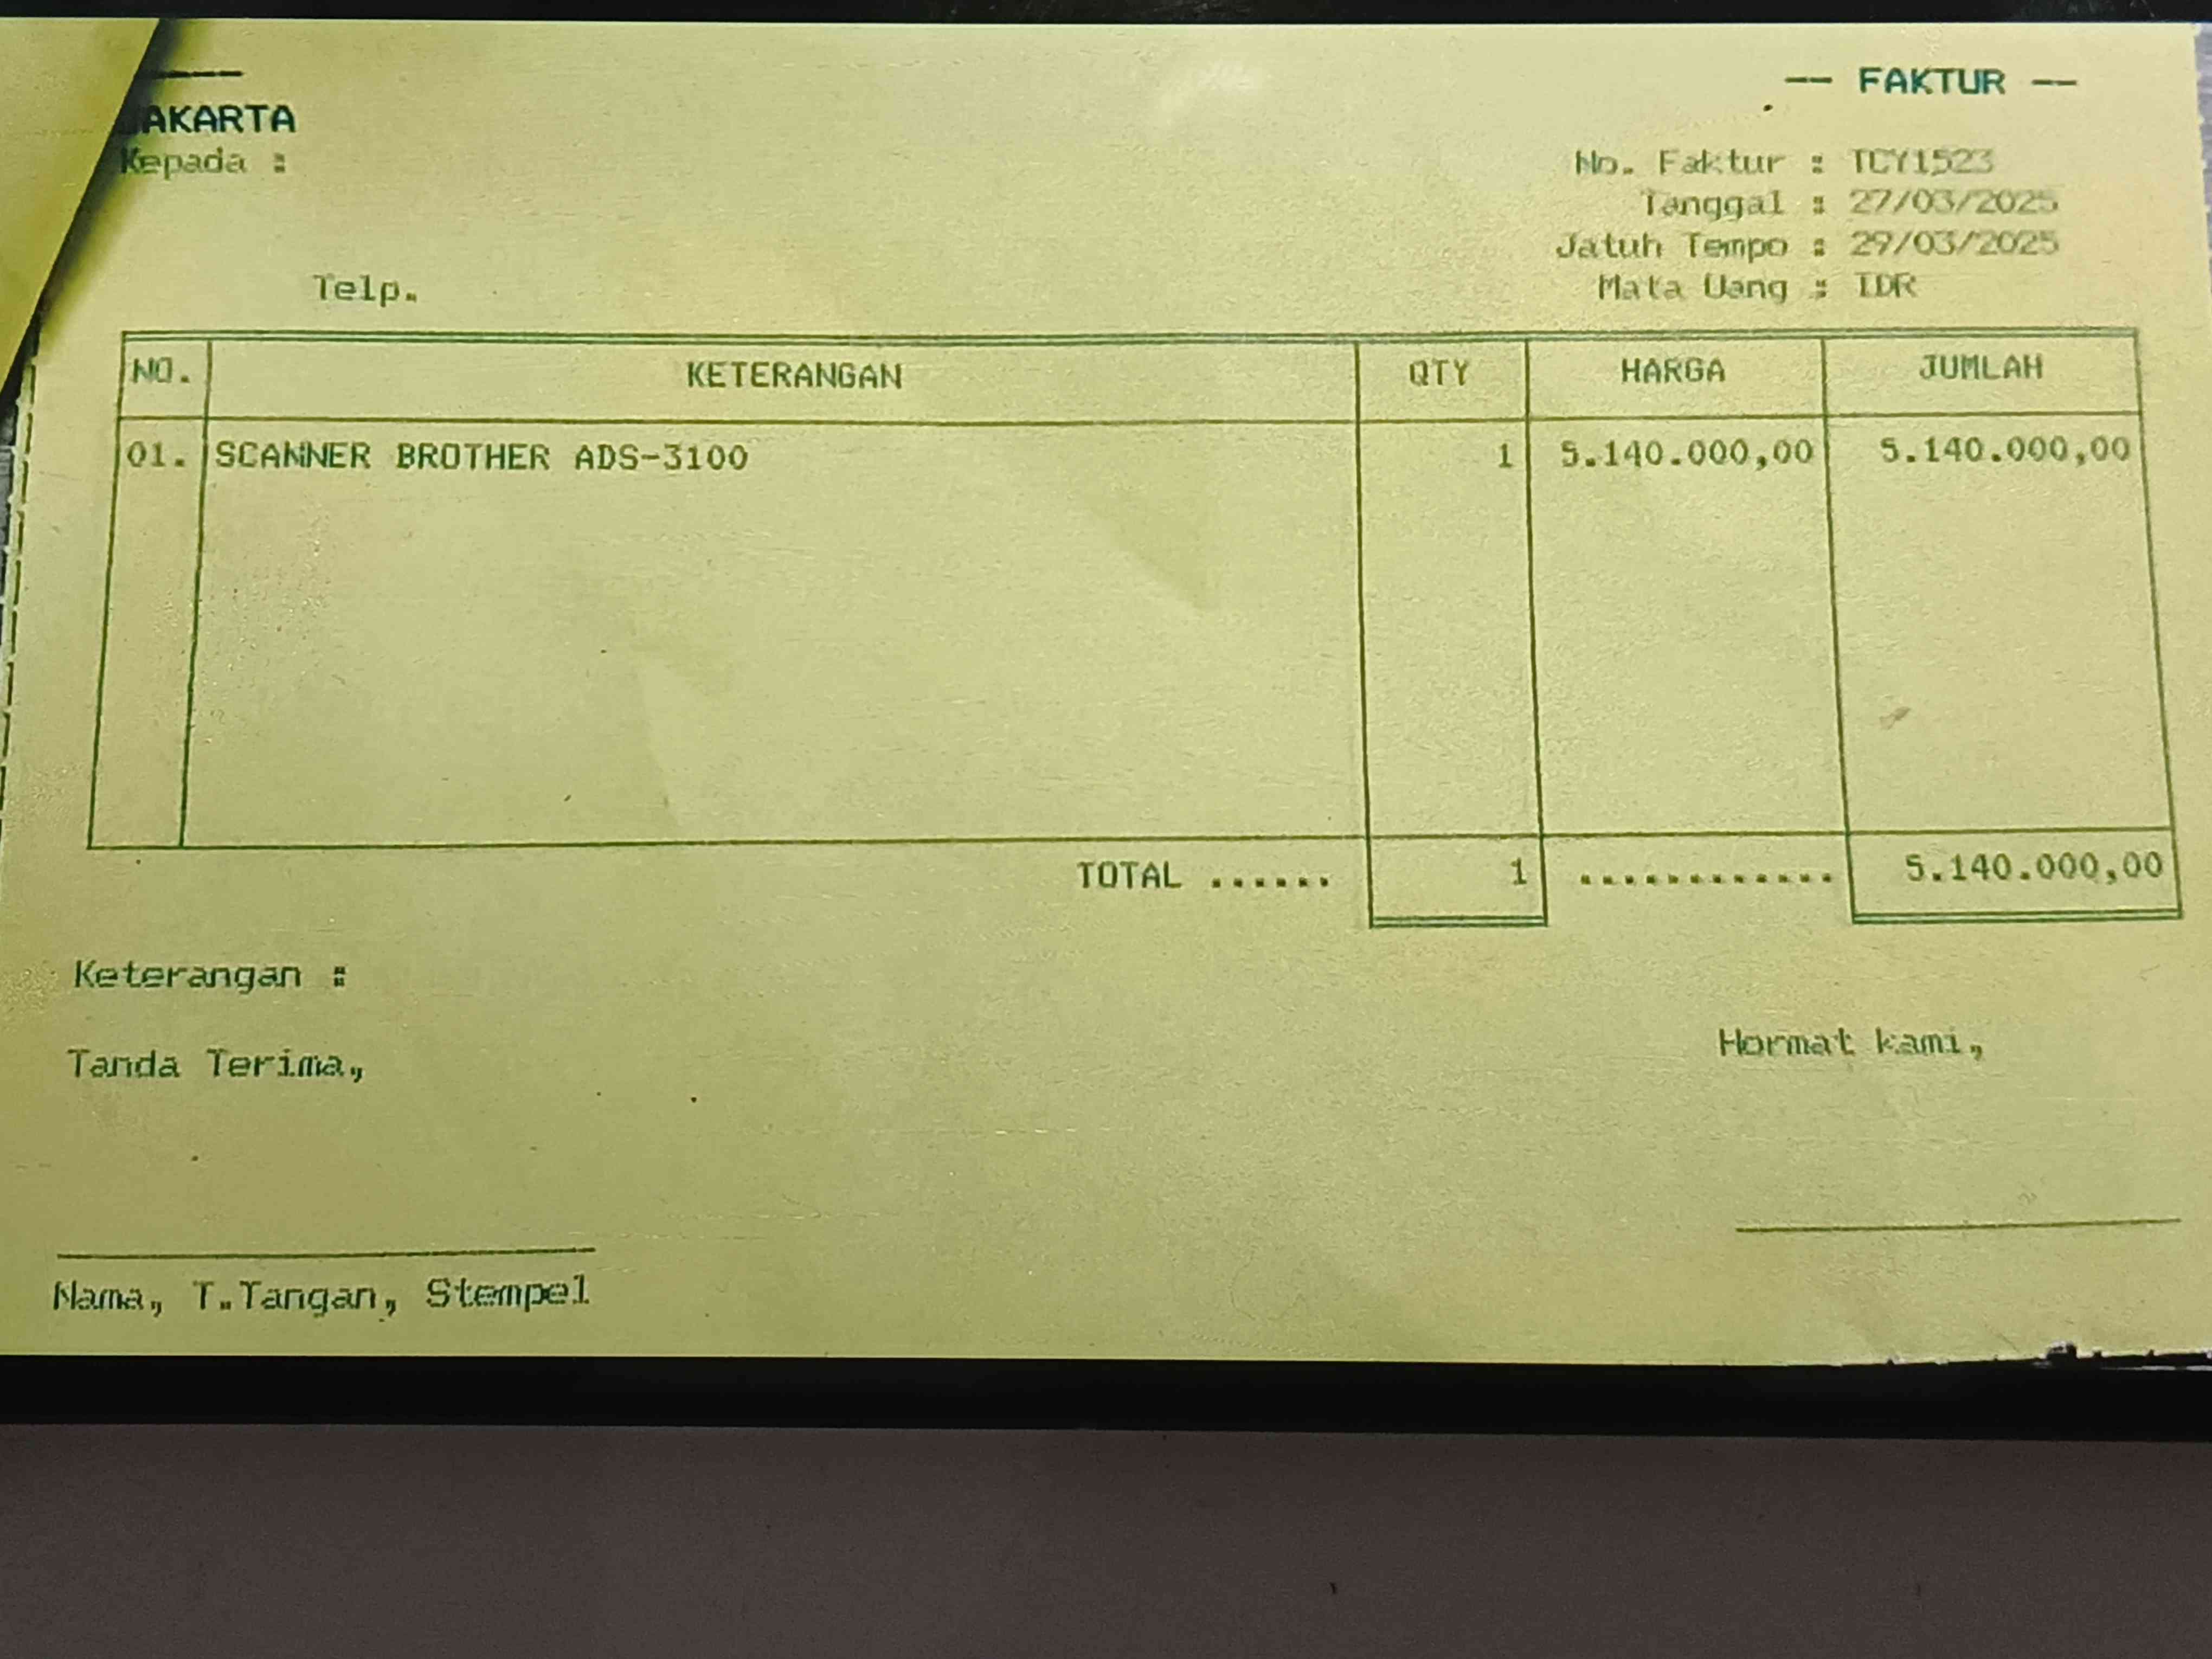 -- FAKTUR --
JAKARTA
Kepada :
No. Faktur : TCY1523
Tanggal : 27/03/2025
Jatuh Tempo : 29/03/2025
Telp.
Mata Uang : IDR
NO. KETERANGAN QTY HARGA JUMLAH
01. SCANNER BROTHER ADS-3100 1 5.140.000,00 5.140.000,00
TOTAL ...... 1 ............ 5.140.000,00
Keterangan :
Tanda Terima,
Hormat kami,
Nama, T.Tangan, Stempel